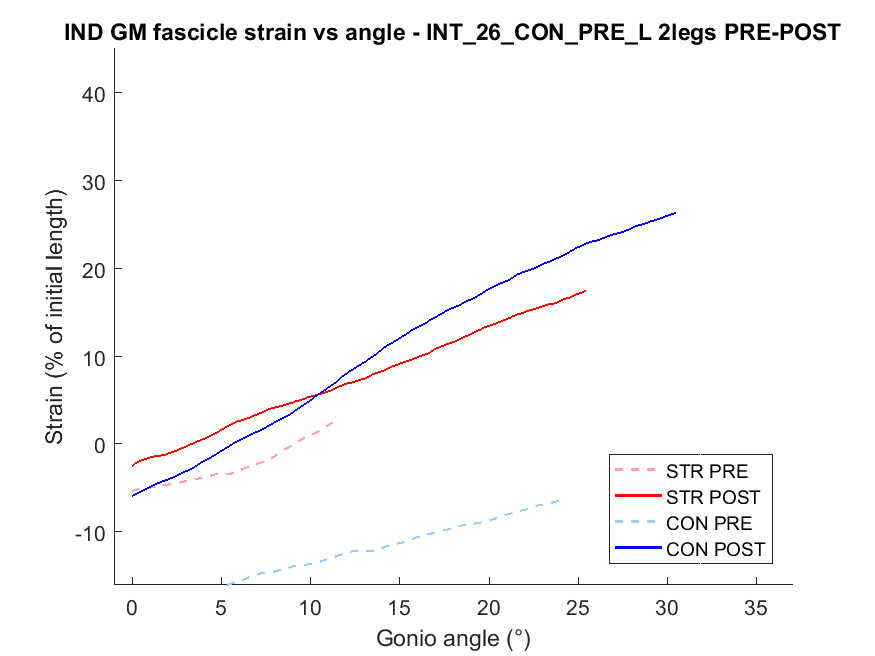 IND GM fascicle strain vs angle - INT_26_CON_PRE_L 2legs PRE-POST
Strain (% of initial length)
40
30
20
10
0
-10
0 5 10 15 20 25 30 35
Gonio angle (°)
STR PRE
STR POST
CON PRE
CON POST